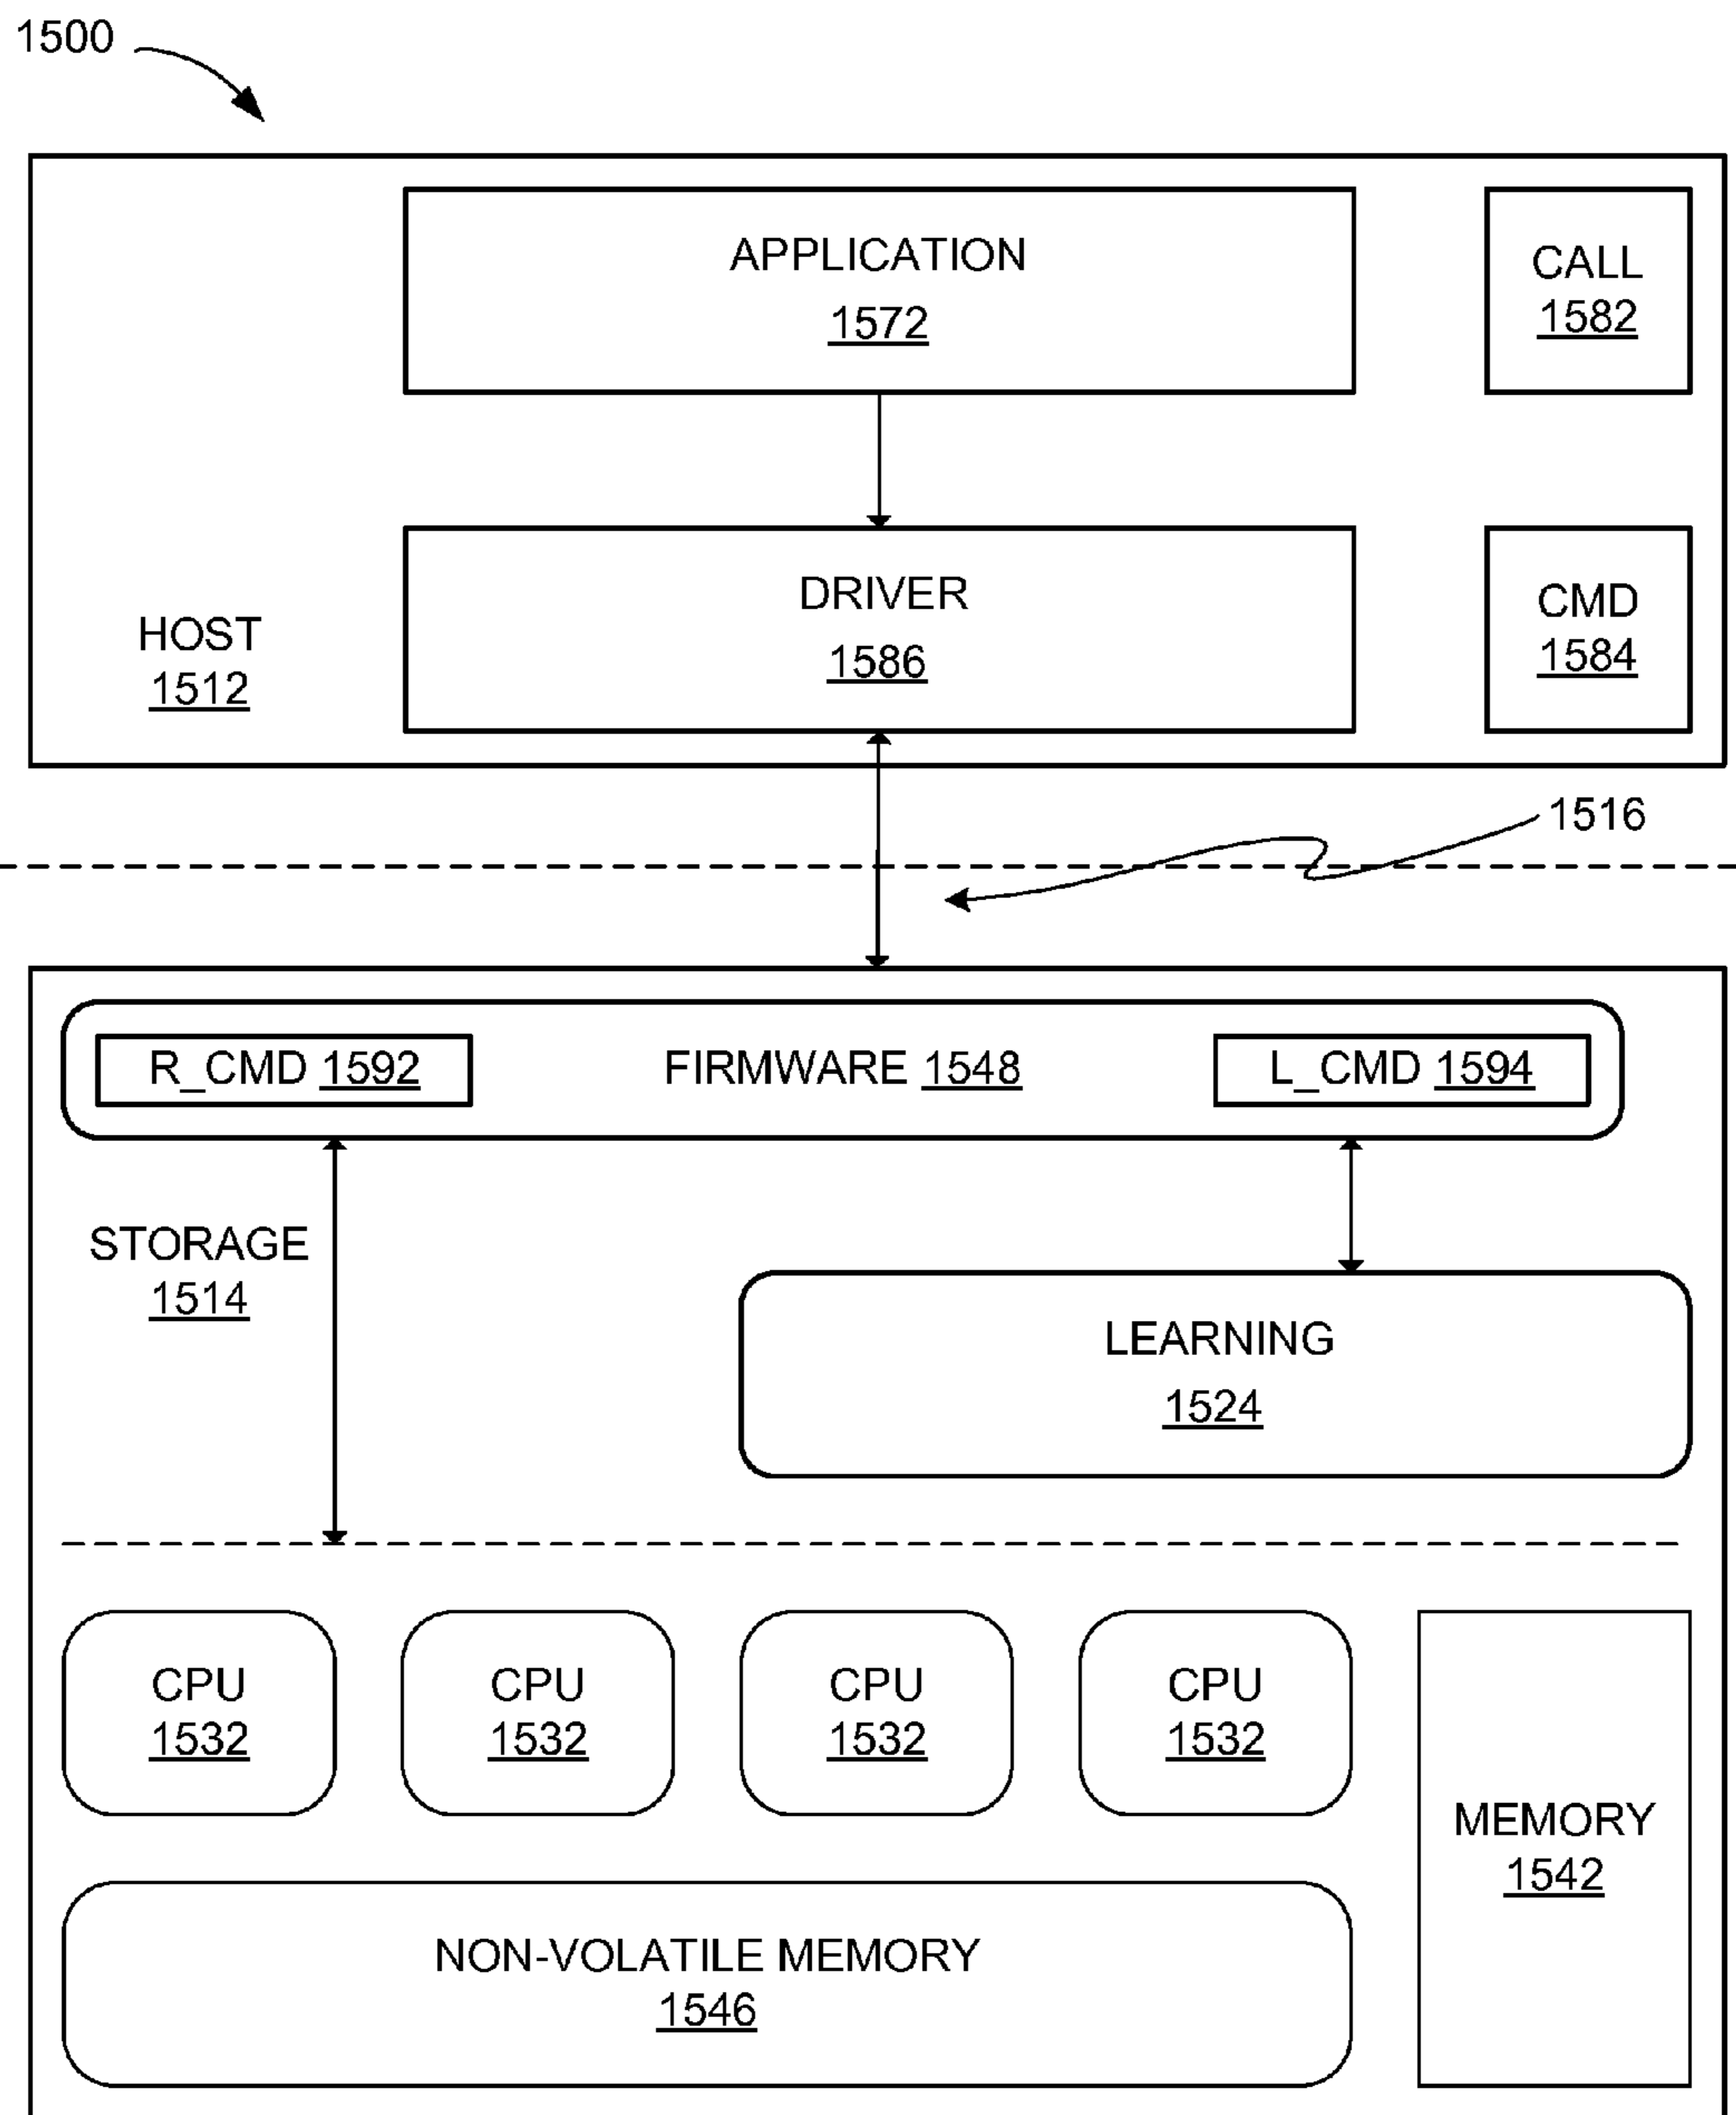 1500
APPLICATION
1572
CALL
1582
HOST
1512
DRIVER
1586
CMD
1584
1516
R_CMD 1592
FIRMWARE 1548
L_CMD 1594
STORAGE
1514
LEARNING
1524
CPU
1532
CPU
1532
CPU
1532
CPU
1532
MEMORY
1542
NON-VOLATILE MEMORY
1546